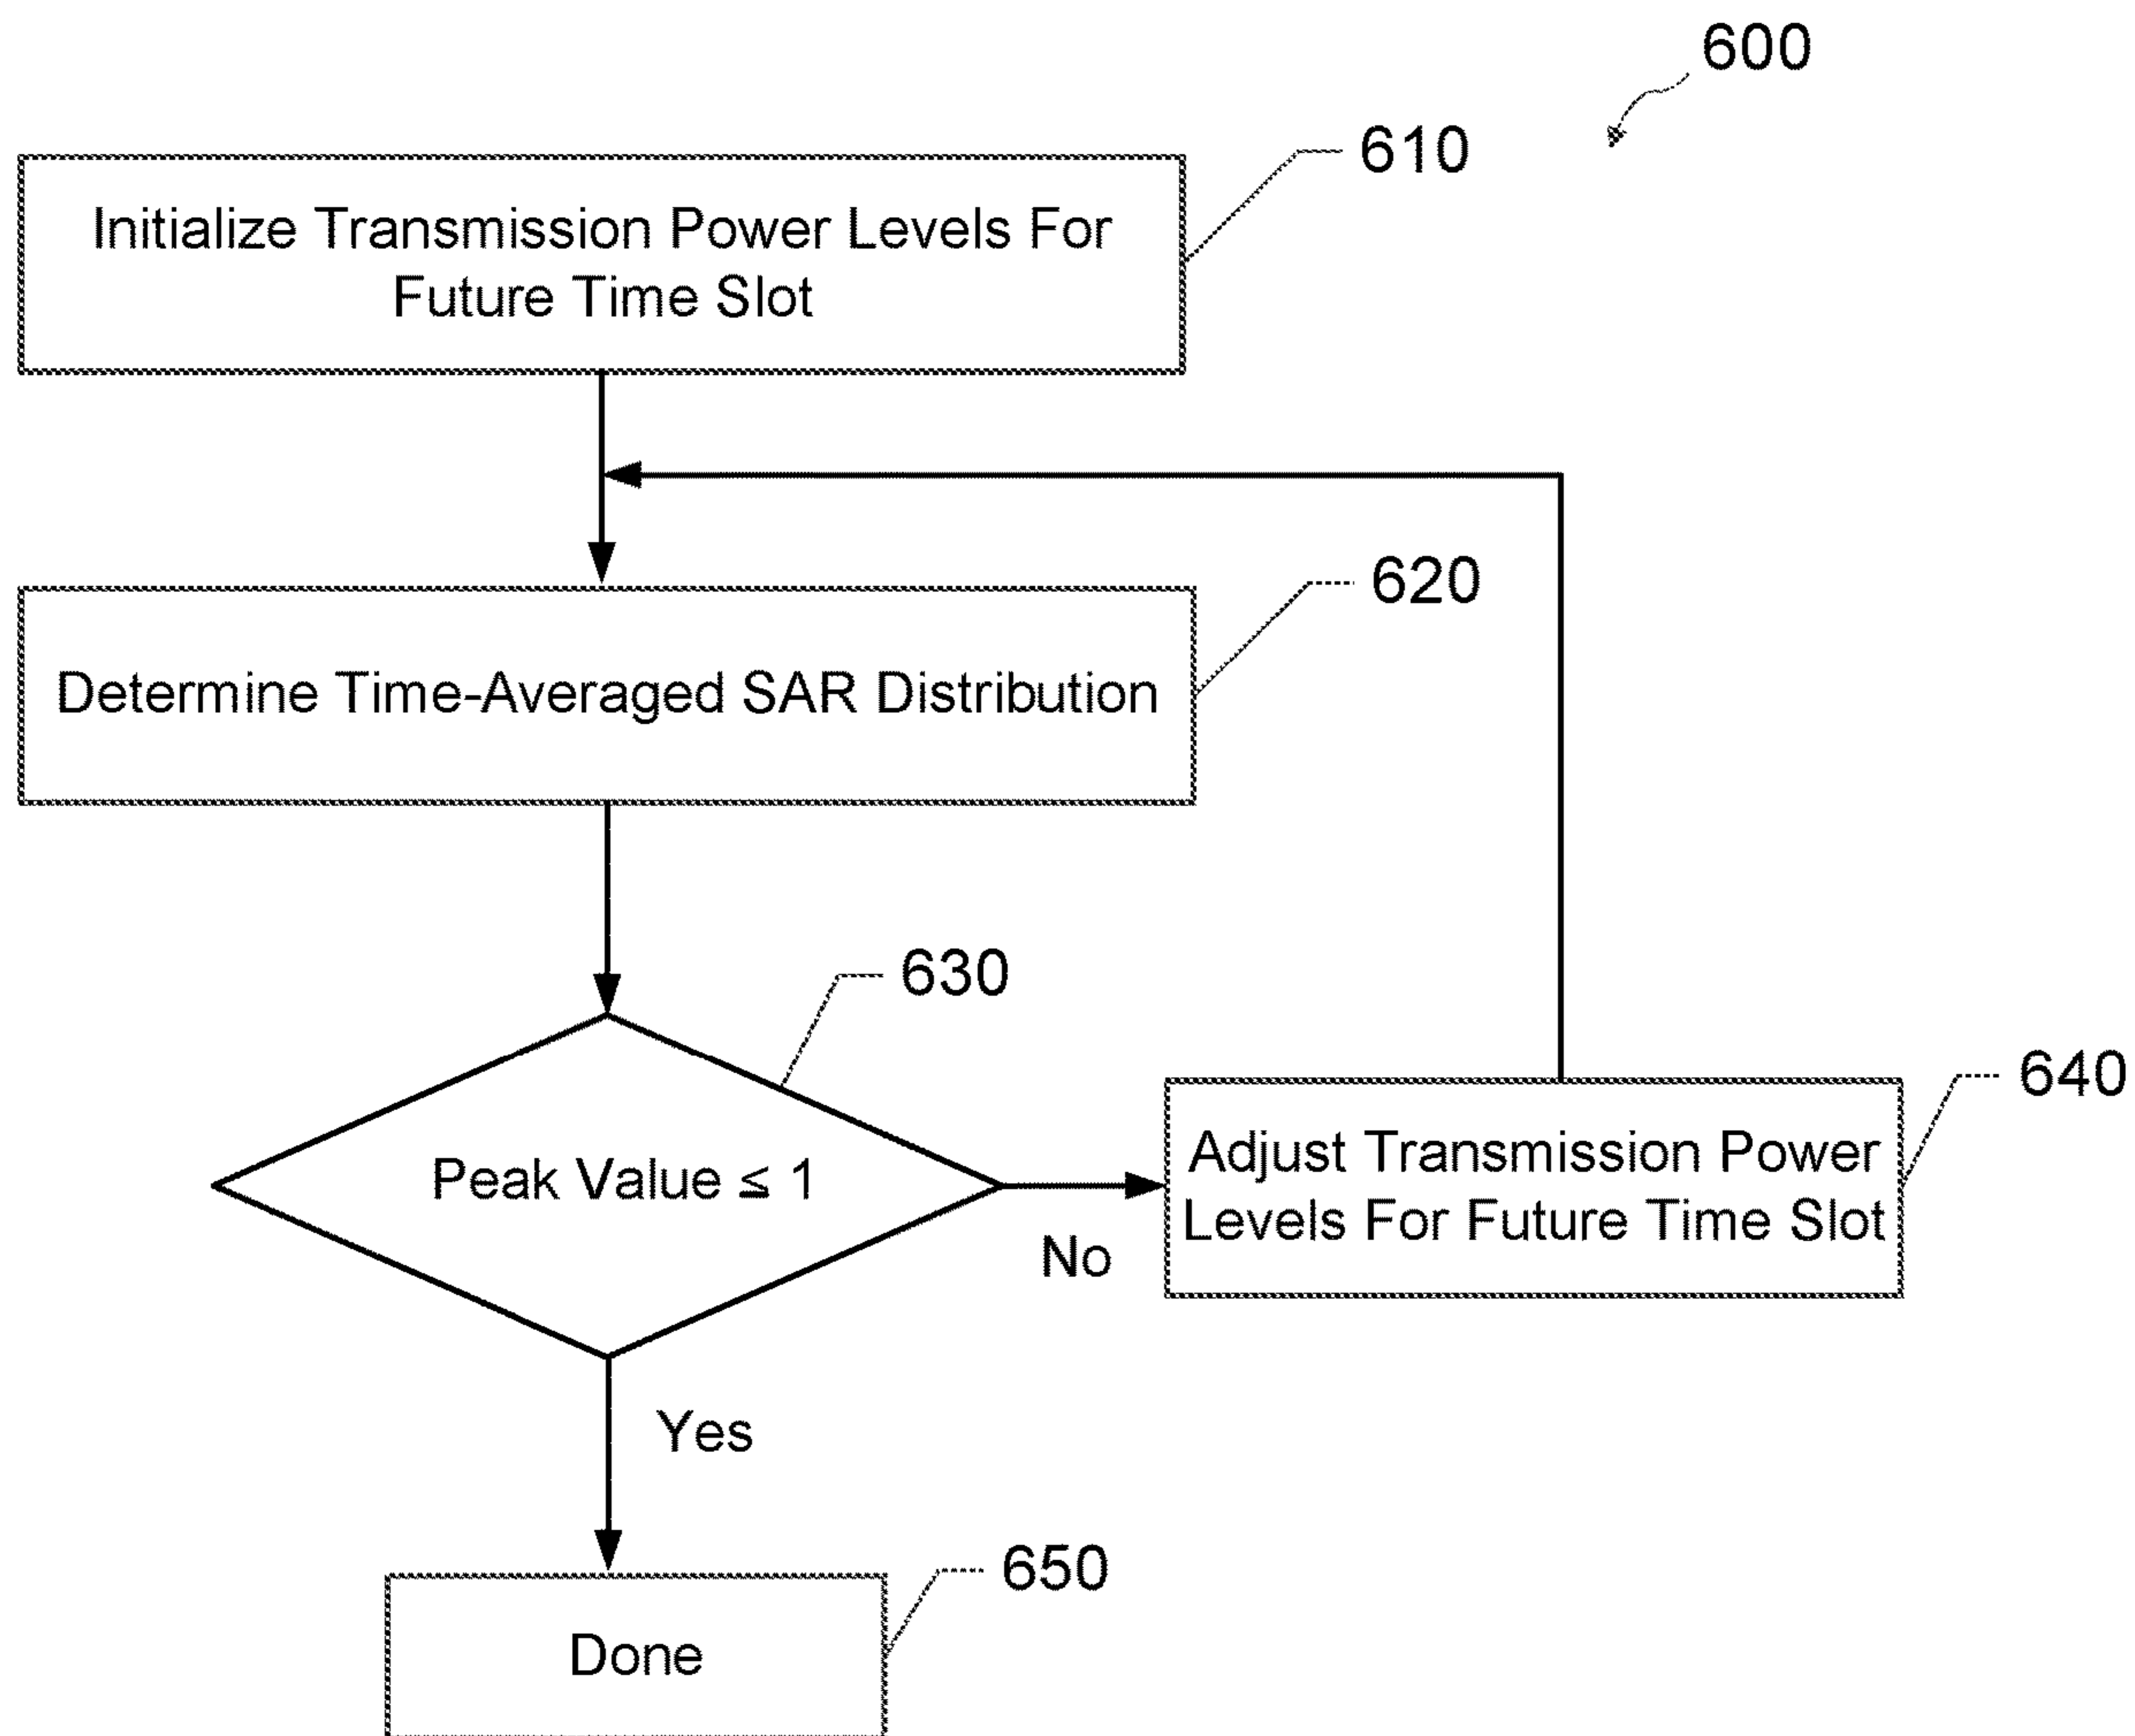 600
610
Initialize Transmission Power Levels For
Future Time Slot
620
Determine Time-Averaged SAR Distribution
630
Peak Value ≤ 1
No
640
Adjust Transmission Power
Levels For Future Time Slot
Yes
650
Done